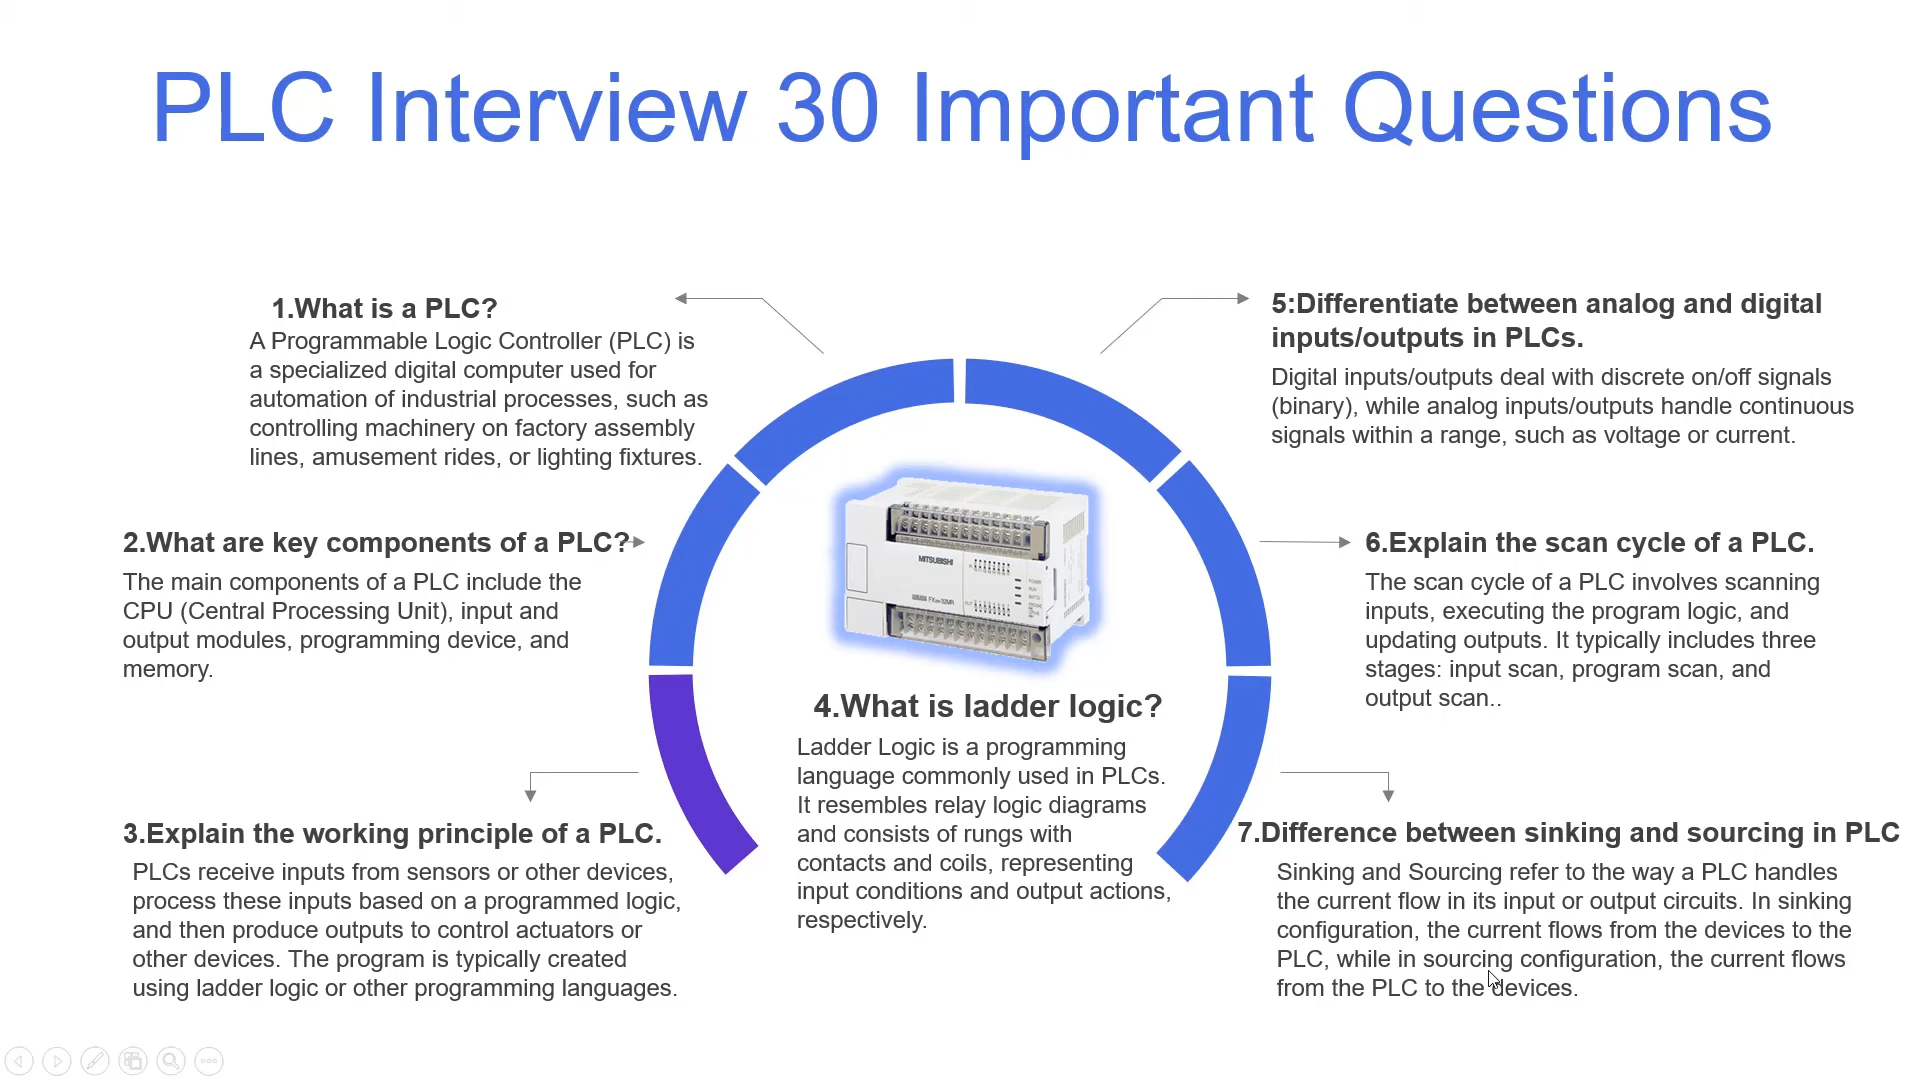 PLC Interview 30 Important Questions
1.What is a PLC?
A Programmable Logic Controller (PLC) is
a specialized digital computer used for
automation of industrial processes, such as
controlling machinery on factory assembly
lines, amusement rides, or lighting fixtures.
2.What are key components of a PLC?
The main components of a PLC include the
CPU (Central Processing Unit), input and
output modules, programming device, and
memory.
3.Explain the working principle of a PLC.
PLCs receive inputs from sensors or other devices,
process these inputs based on a programmed logic,
and then produce outputs to control actuators or
other devices. The program is typically created
using ladder logic or other programming languages.
MITSUBISHI
4.What is ladder logic?
Ladder Logic is a programming
language commonly used in PLCs.
It resembles relay logic diagrams
and consists of rungs with
contacts and coils, representing
input conditions and output actions,
respectively.
5:Differentiate between analog and digital
inputs/outputs in PLCs.
Digital inputs/outputs deal with discrete on/off signals
(binary), while analog inputs/outputs handle continuous
signals within a range, such as voltage or current.
6.Explain the scan cycle of a PLC.
The scan cycle of a PLC involves scanning
inputs, executing the program logic, and
updating outputs. It typically includes three
stages: input scan, program scan, and
output scan..
7.Difference between sinking and sourcing in PLC
Sinking and Sourcing refer to the way a PLC handles
the current flow in its input or output circuits. In sinking
configuration, the current flows from the devices to the
PLC, while in sourcing configuration, the current flows
from the PLC to the devices.